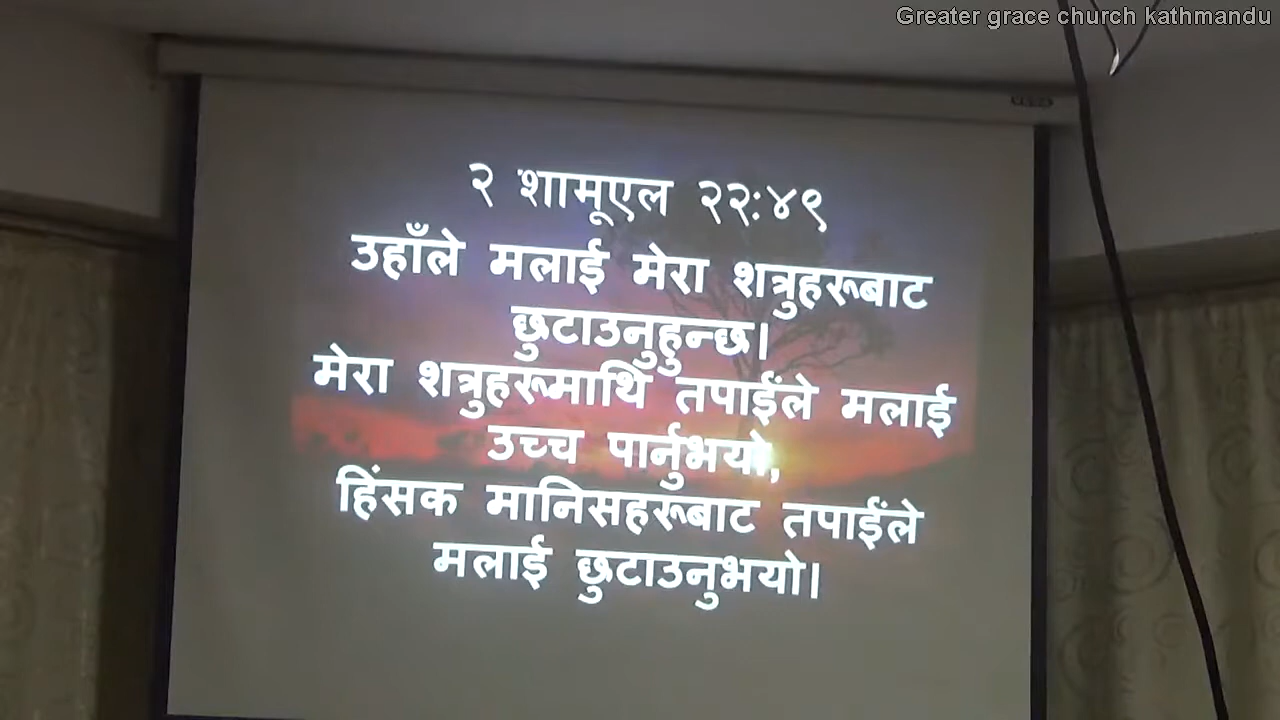 Greater grace church kathmandu
२ शामूएल २२:४९
उहाँले मलाई मेरा शत्रुहरूबाट
छुटाउनुहुन्छ।
मेरा शत्रुहरूमाथि तपाईंले मलाई
उच्च पार्नुभयो,
हिंसक मानिसहरूबाट तपाईंले
मलाई छुटाउनुभयो।